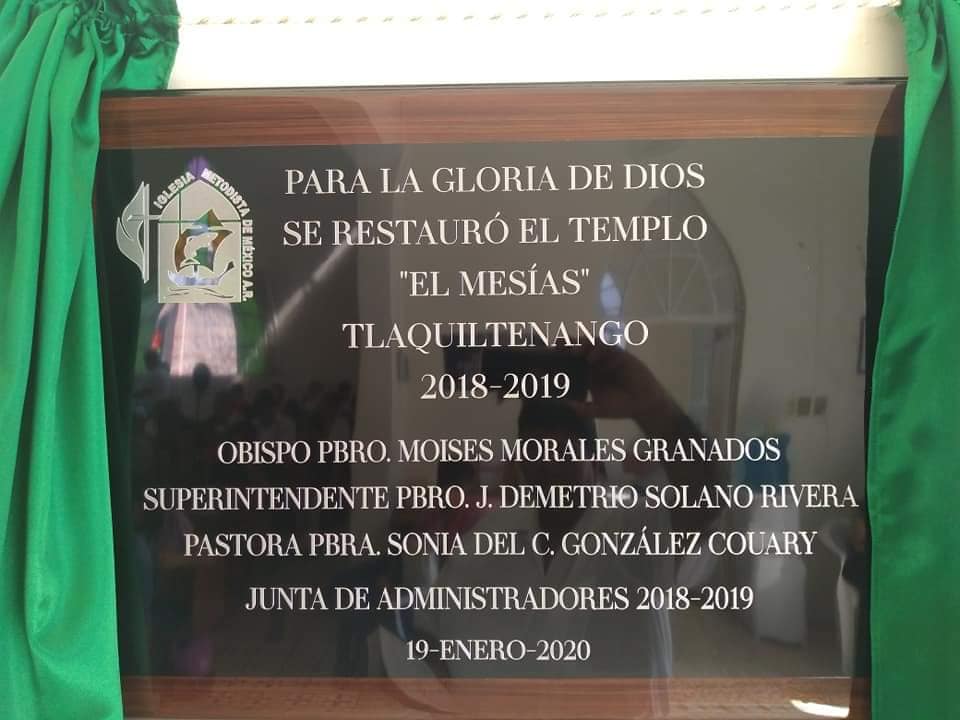 IGLESIA METODISTA DE MÉXICO A.R.
PARA LA GLORIA DE DIOS
SE RESTAURÓ EL TEMPLO
"EL MESÍAS"
TLAQUILTENANGO
2018-2019
OBISPO PBRO. MOISES MORALES GRANADOS
SUPERINTENDENTE PBRO. J. DEMETRIO SOLANO RIVERA
PASTORA PBRA. SONIA DEL C. GONZÁLEZ COUARY
JUNTA DE ADMINISTRADORES 2018-2019
19-ENERO-2020